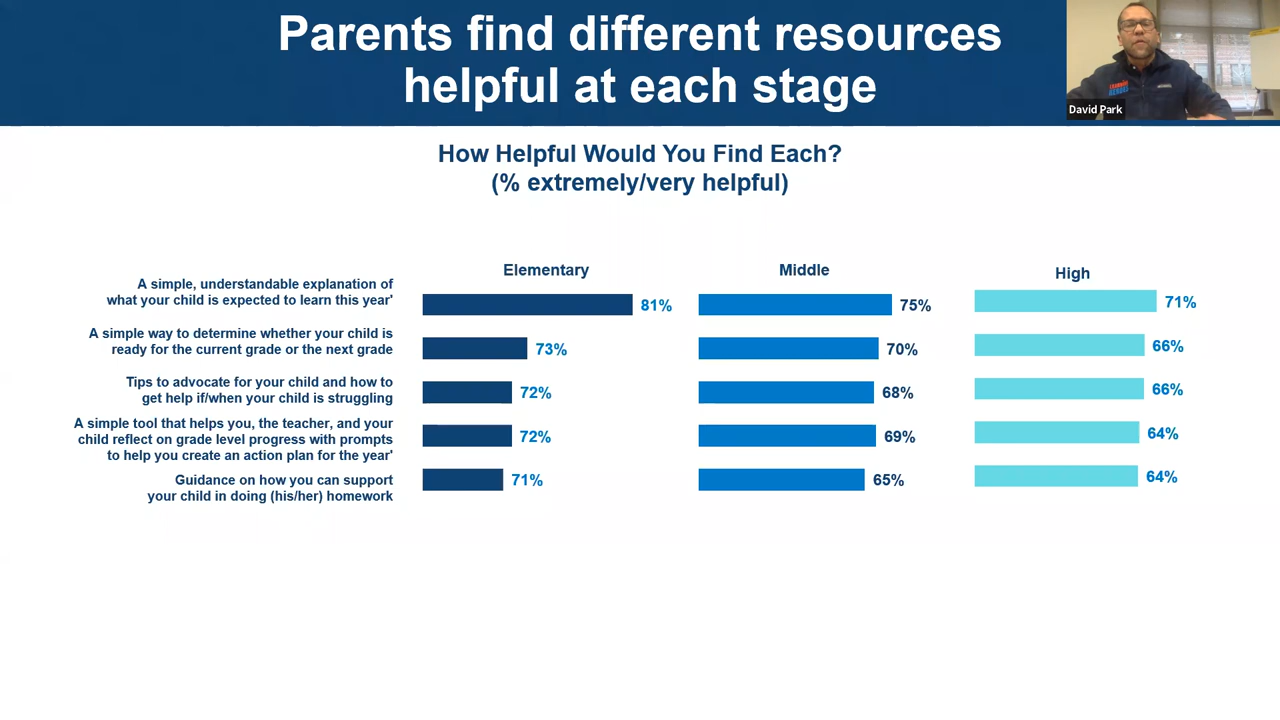 Parents find different resources
helpful at each stage
David Park
How Helpful Would You Find Each?
(% extremely/very helpful)
Elementary
Middle
High
A simple, understandable explanation of
what your child is expected to learn this year'
81%
75%
71%
A simple way to determine whether your child is
ready for the current grade or the next grade
73%
70%
66%
Tips to advocate for your child and how to
get help if/when your child is struggling
72%
68%
66%
A simple tool that helps you, the teacher, and your
child reflect on grade level progress with prompts
to help you create an action plan for the year'
72%
69%
64%
Guidance on how you can support
your child in doing (his/her) homework
71%
65%
64%